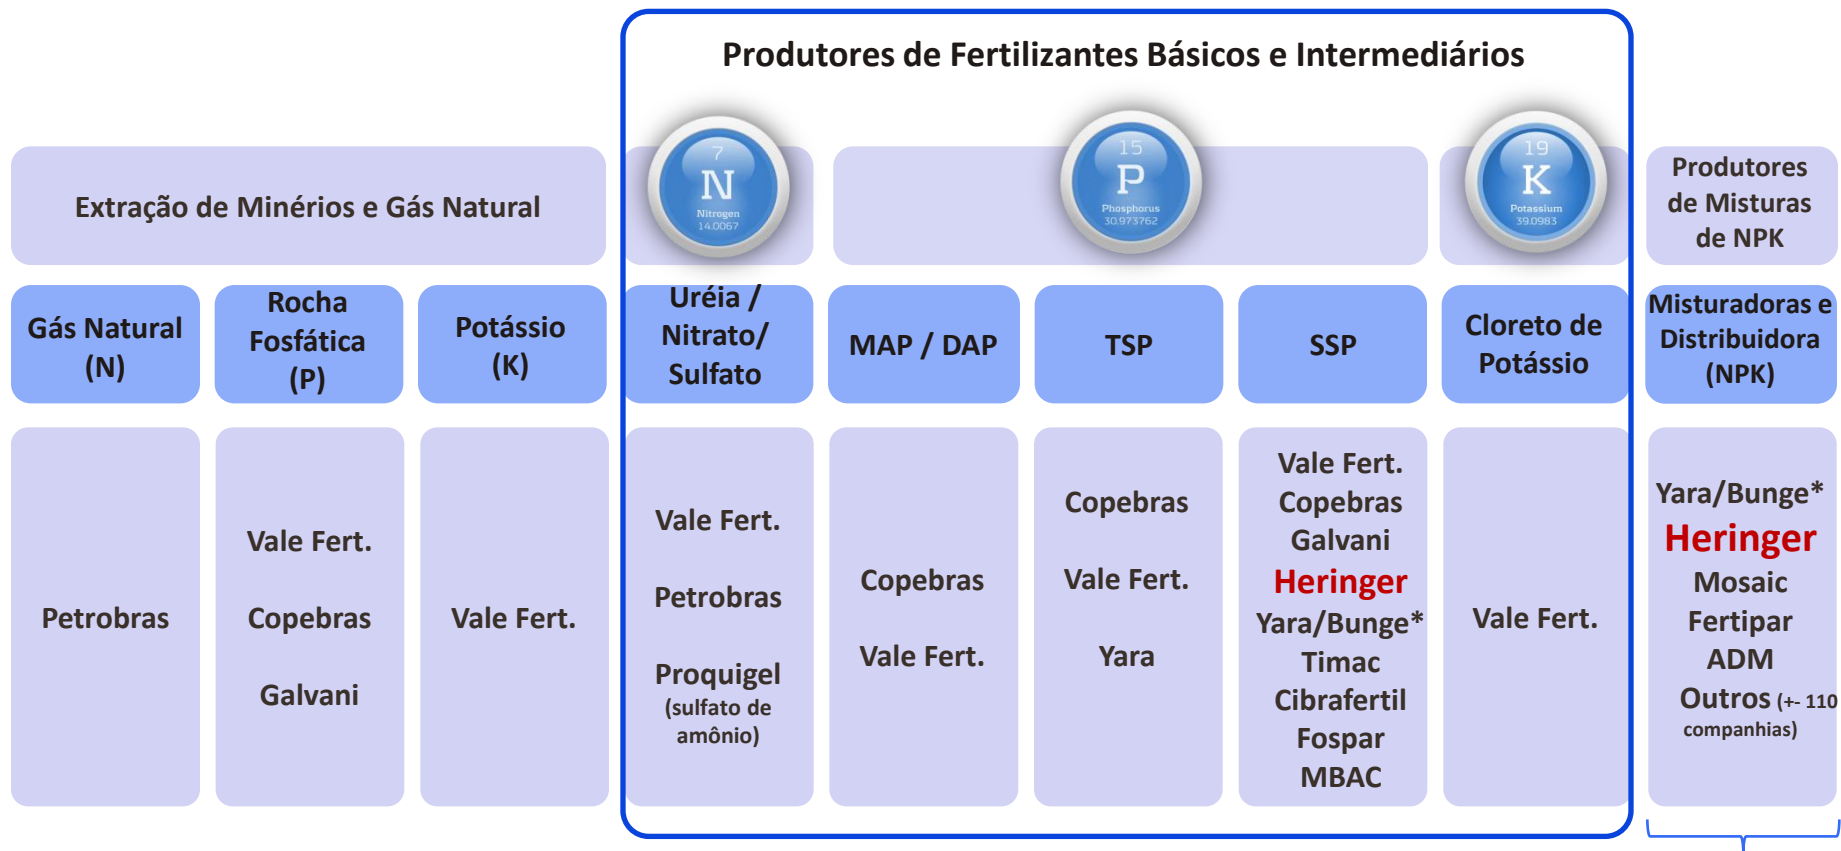 Produtores de Fertilizantes Básicos e Intermediários
Extração de Minérios e Gás Natural
7
N
Nitrogen
14.0067
15
P
Phosphorus
30.973762
19
K
Potassium
39.0983
Produtores
de Misturas
de NPK
Gás Natural
(N)
Rocha
Fosfática
(P)
Potássio
(K)
Uréia /
Nitrato/
Sulfato
MAP / DAP
TSP
SSP
Cloreto de
Potássio
Misturadoras e
Distribuidora
(NPK)
Petrobras
Vale Fert.
Copebras
Galvani
Vale Fert.
Vale Fert.
Petrobras
Proquigel
(sulfato de
amônio)
Copebras
Vale Fert.
Copebras
Vale Fert.
Yara
Vale Fert.
Copebras
Galvani
Heringer
Yara/Bunge*
Timac
Cibrafertil
Fospar
MBAC
Vale Fert.
Yara/Bunge*
Heringer
Mosaic
Fertipar
ADM
Outros (+- 110
companhias)